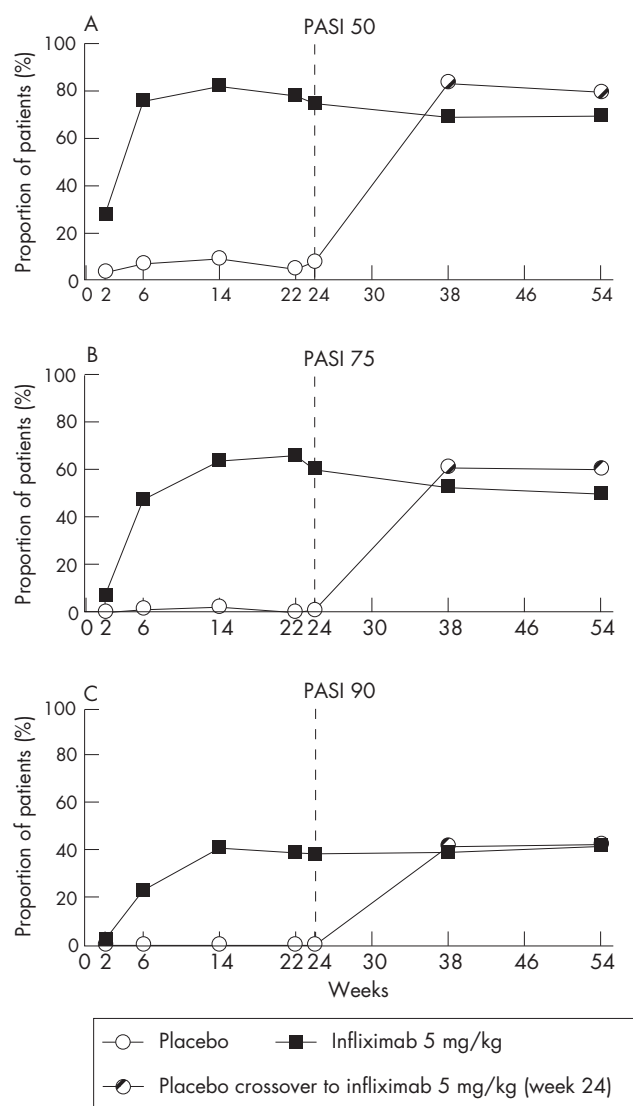 A
PASI 50
Proportion of patients (%)
100
80
60
40
20
0
0 2 6 14 22 24 30 38 46 54
B
PASI 75
Proportion of patients (%)
100
80
60
40
20
0
0 2 6 14 22 24 30 38 46 54
C
PASI 90
Proportion of patients (%)
100
80
60
40
20
0
0 2 6 14 22 24 30 38 46 54
Weeks
Placebo Infliximab 5 mg/kg
Placebo crossover to infliximab 5 mg/kg (week 24)